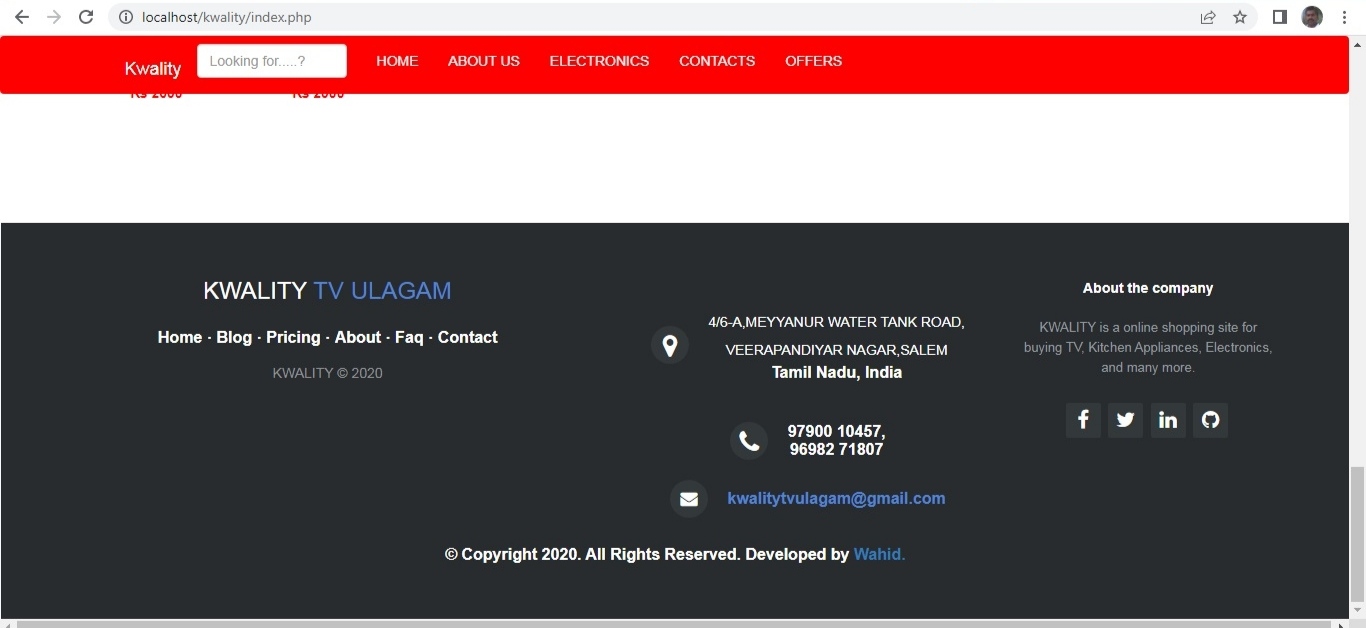 localhost/kwality/index.php
Kwality
Looking for.....?
HOME ABOUT US ELECTRONICS CONTACTS OFFERS
Rs 2000 Rs 2000
KWALITY TV ULAGAM
Home · Blog · Pricing · About · Faq · Contact
KWALITY © 2020
4/6-A,MEYYANUR WATER TANK ROAD,
VEERAPANDIYAR NAGAR,SALEM
Tamil Nadu, India
97900 10457,
96982 71807
kwalitytvulagam@gmail.com
About the company
KWALITY is a online shopping site for
buying TV, Kitchen Appliances, Electronics,
and many more.
© Copyright 2020. All Rights Reserved. Developed by Wahid.